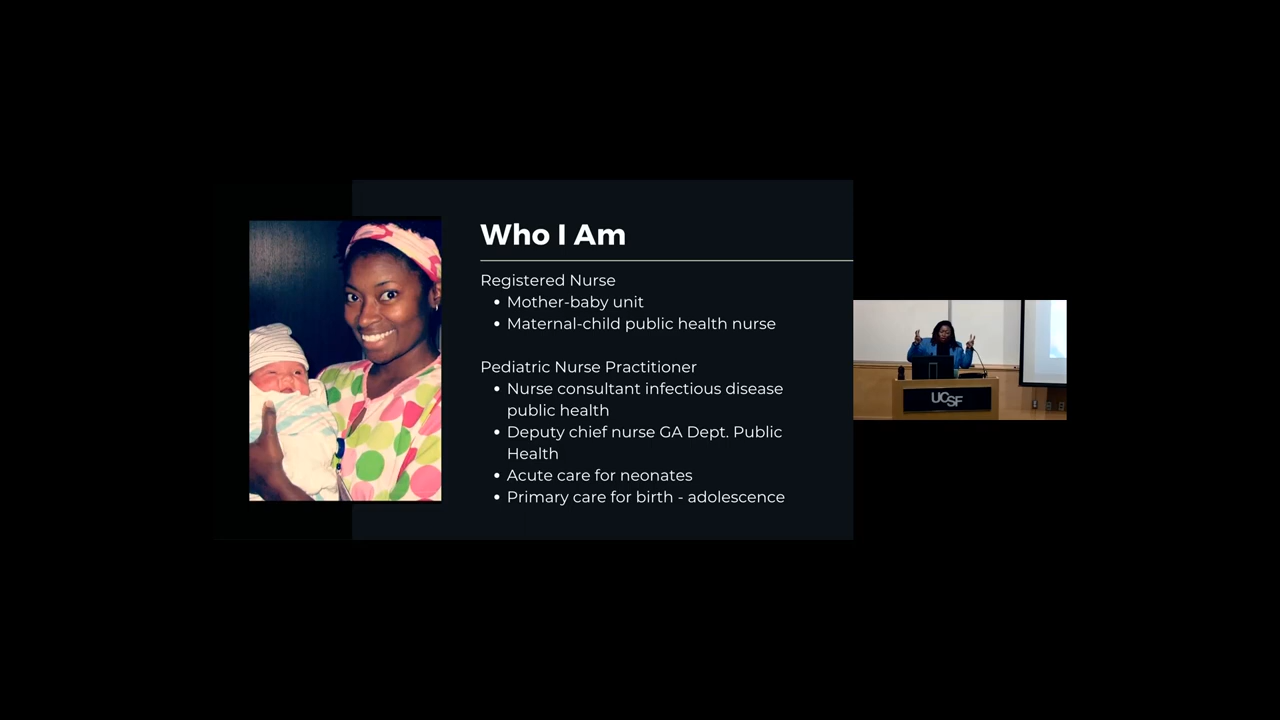 Who I Am
Registered Nurse
• Mother-baby unit
• Maternal-child public health nurse
Pediatric Nurse Practitioner
• Nurse consultant infectious disease
public health
• Deputy chief nurse GA Dept. Public
Health
• Acute care for neonates
• Primary care for birth - adolescence
UCSF